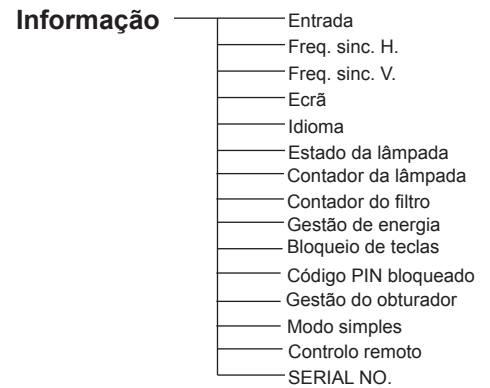 Informação
Entrada
Freq. sinc. H.
Freq. sinc. V.
Ecrã
Idioma
Estado da lâmpada
Contador da lâmpada
Contador do filtro
Gestão de energia
Bloqueio de teclas
Código PIN bloqueado
Gestão do obturador
Modo simples
Controlo remoto
SERIAL NO.